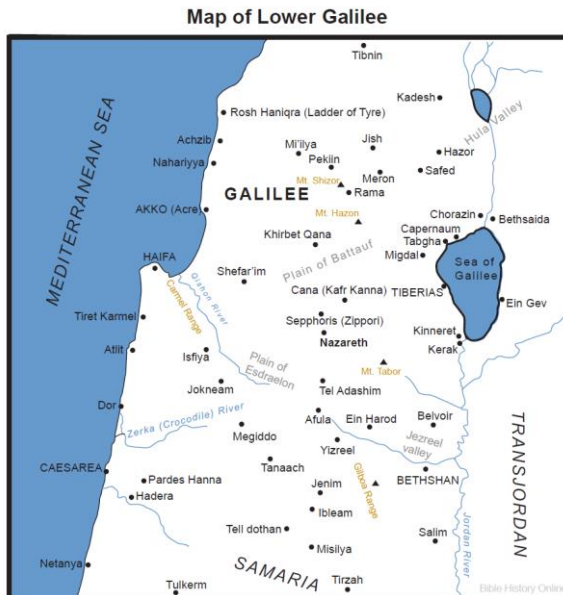 Map of Lower Galilee
Tibnin
Kadesh
Hula Valley
Rosh Haniqra (Ladder of Tyre)
Achzib
Mi'ilya
Jish
Hazor
Nahariyya
Pekiin
Meron
Safed
Mt. Shizor
Rama
GALILEE
MEDITERRANEAN SEA
AKKO (Acre)
Mt. Hazon
Chorazin
Bethsaida
Capernaum
Tabgha
Khirbet Qana
Plain of Battauf
Migdal
HAIFA
Sea of
Galilee
Shefar'im
Qishon River
Carmel Range
Cana (Kafr Kanna)
TIBERIAS
Ein Gev
Tiret Karmel
Sepphoris (Zippori)
Nazareth
Kinneret
Kerak
Atlit
Isfiya
Plain of
Esdraelon
Mt. Tabor
Jokneam
Tel Adashim
Dor
Zerka (Crocodile) River
Afula
Ein Harod
Belvoir
Megiddo
Yizreel
Jezreel
valley
TRANSJORDAN
CAESAREA
Tanaach
BETHSHAN
Pardes Hanna
Hadera
Jenim
Gilboa Range
Ibleam
Tell dothan
Salim
Jordan River
Misilya
Netanya
SAMARIA
Tulkerm
Tirzah
Bible History Online